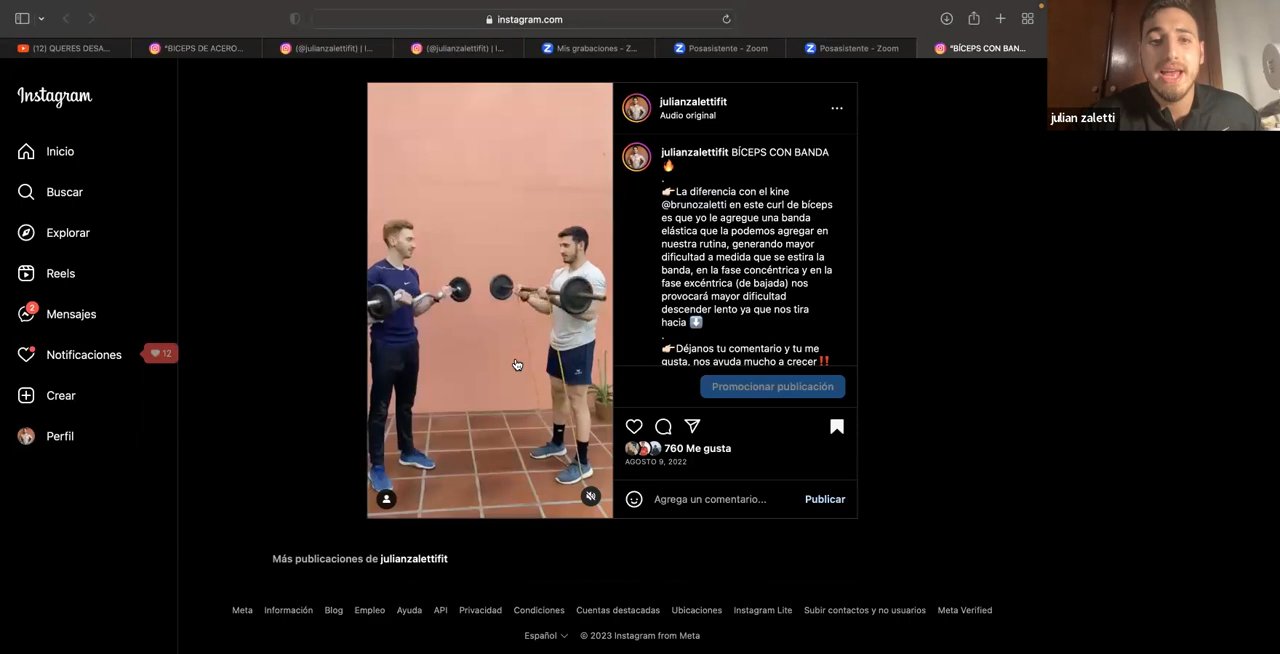 instagram.com
(12) QUERES DESA...
"BICEPS DE ACERO...
(@julianzalettifit) | I...
(@julianzalettifit) | I...
Mis grabaciones - Z...
Posasistente - Zoom
Posasistente - Zoom
"BÍCEPS CON BAN...
julian zaletti
Instagram
Inicio
Buscar
Explorar
Reels
2
Mensajes
Notificaciones
12
Crear
Perfil
julianzalettifit
Audio original
julianzalettifit BÍCEPS CON BANDA
.
La diferencia con el kine
@brunozaletti en este curl de bíceps
es que yo le agregue una banda
elástica que la podemos agregar en
nuestra rutina, generando mayor
dificultad a medida que se estira la
banda, en la fase concéntrica y en la
fase excéntrica (de bajada) nos
provocará mayor dificultad
descender lento ya que nos tira
hacía
.
Déjanos tu comentario y tu me
gusta, nos ayuda mucho a crecer
Promocionar publicación
760 Me gusta
AGOSTO 9, 2022
Agrega un comentario...
Publicar
Más publicaciones de julianzalettifit
Meta Información Blog Empleo Ayuda API Privacidad Condiciones Cuentas destacadas Ubicaciones Instagram Lite Subir contactos y no usuarios Meta Verified
Español © 2023 Instagram from Meta